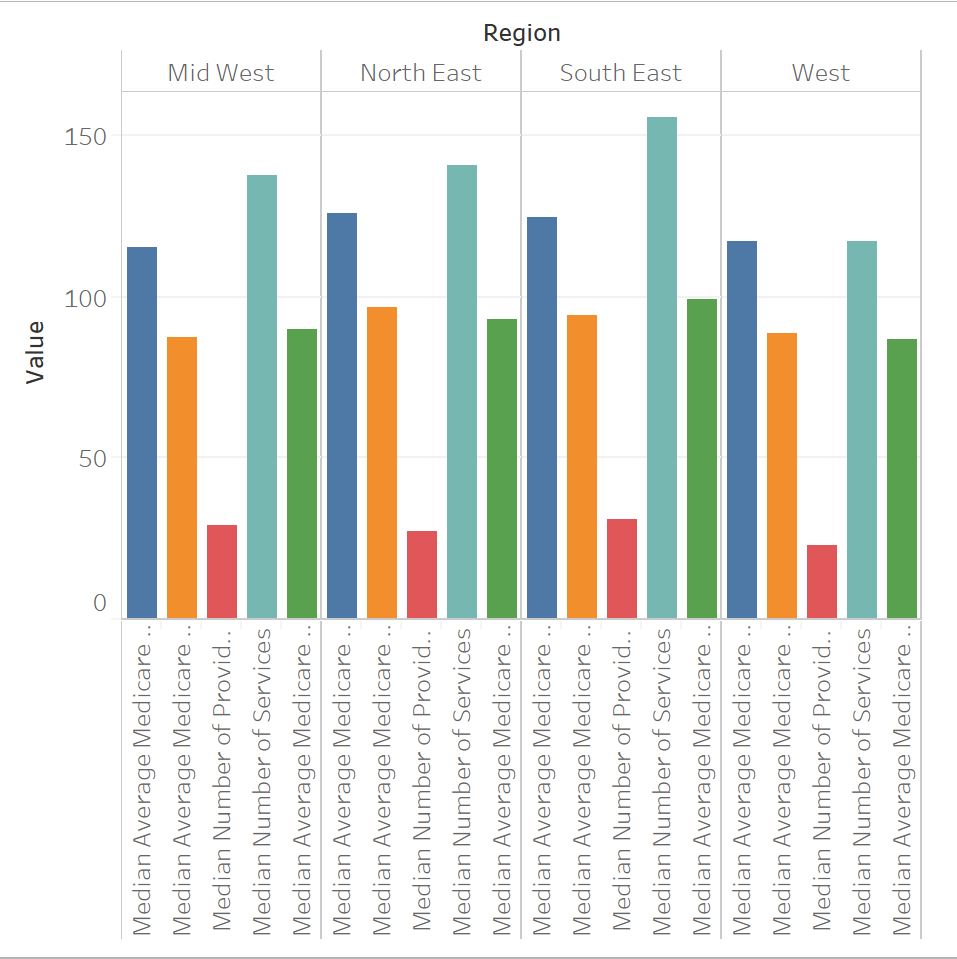 Region
Mid West
North East
South East
West
Value
150
100
50
0
Median Average Medicare ..
Median Average Medicare ..
Median Number of Provid..
Median Number of Services
Median Average Medicare ..
Median Average Medicare ..
Median Average Medicare ..
Median Number of Provid..
Median Number of Services
Median Average Medicare ..
Median Average Medicare ..
Median Average Medicare ..
Median Number of Provid..
Median Number of Services
Median Average Medicare ..
Median Average Medicare ..
Median Average Medicare ..
Median Number of Provid..
Median Number of Services
Median Average Medicare ..